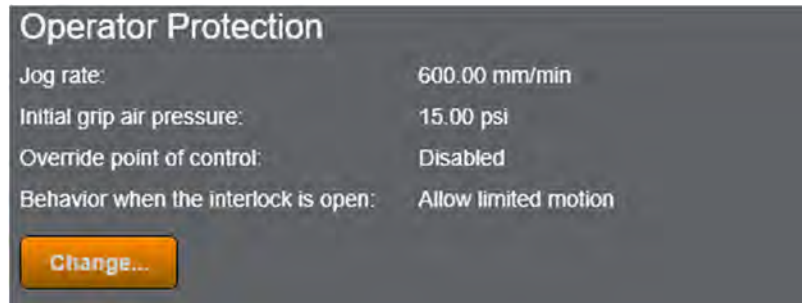 Operator Protection
Jog rate: 600.00 mm/min
Initial grip air pressure: 15.00 psi
Override point of control: Disabled
Behavior when the interlock is open: Allow limited motion
Change...